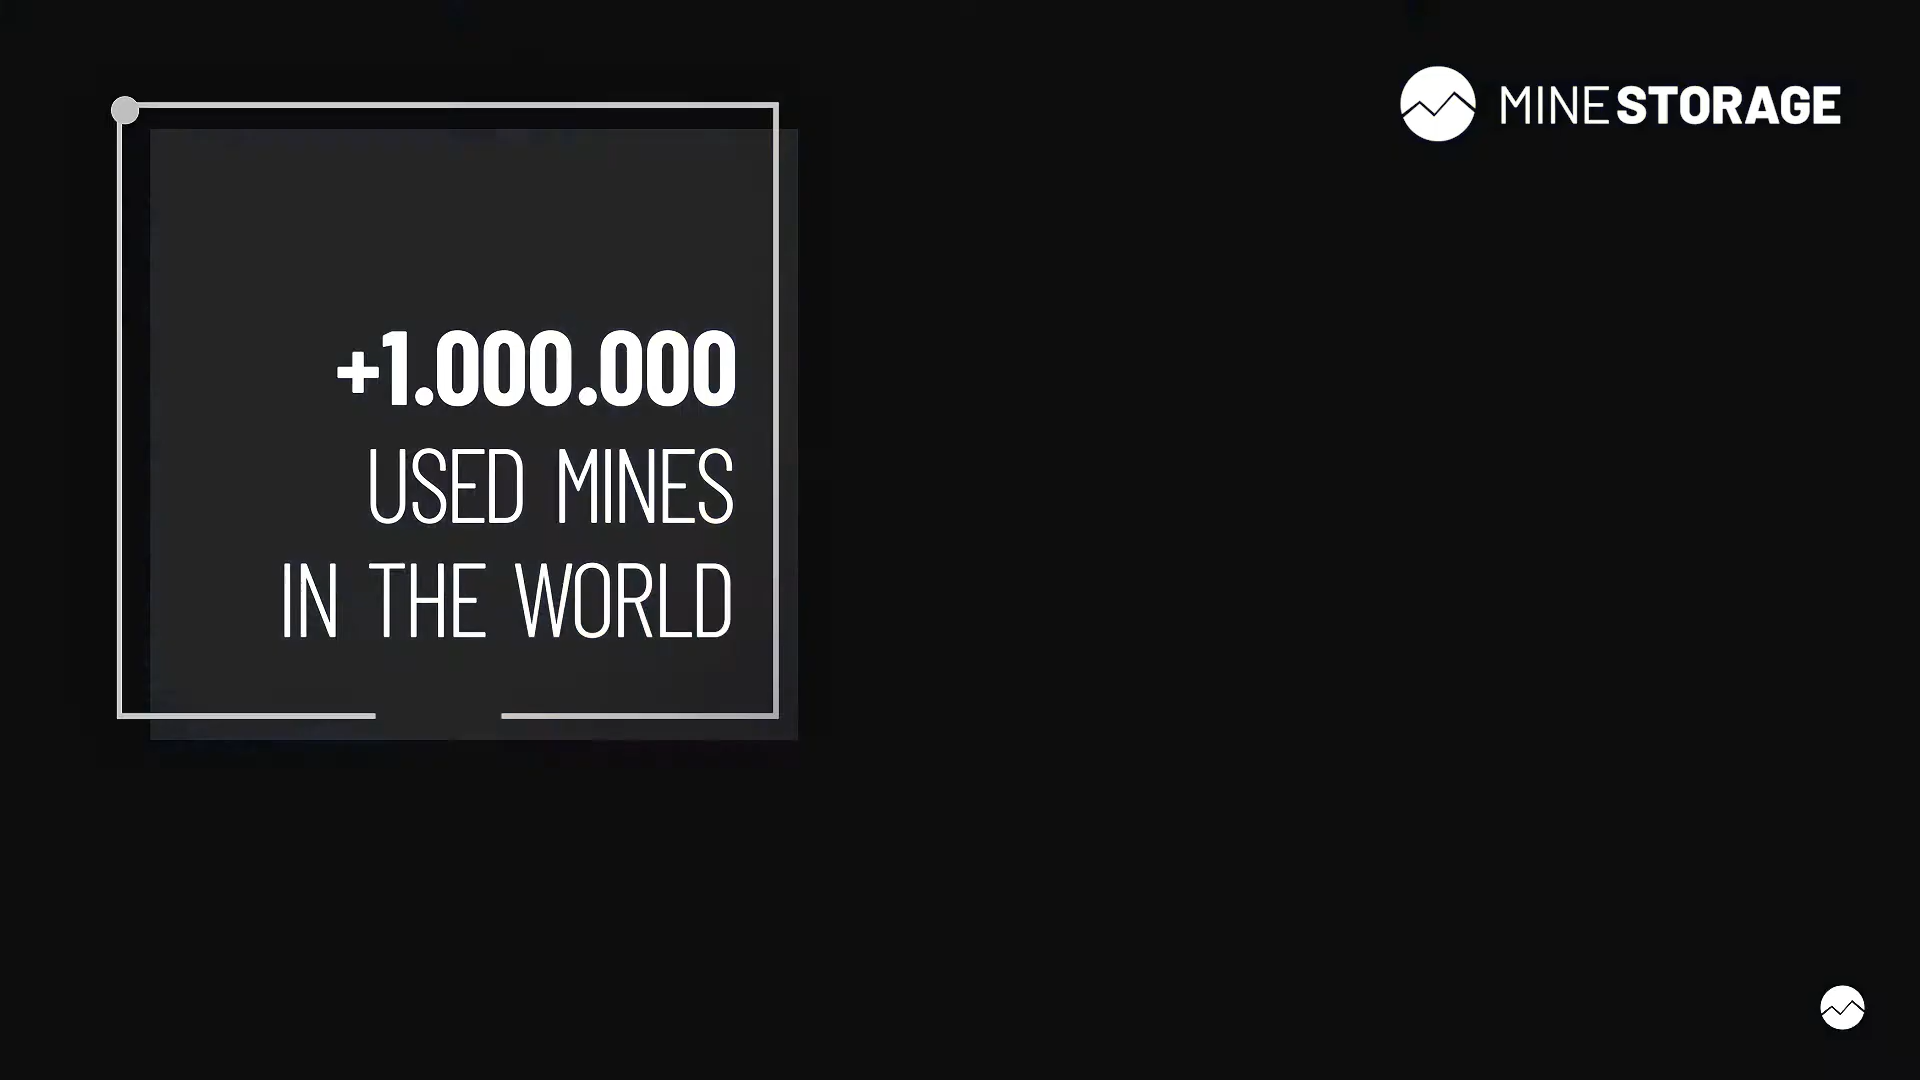 MINESTORAGE
+1.000.000
USED MINES
IN THE WORLD